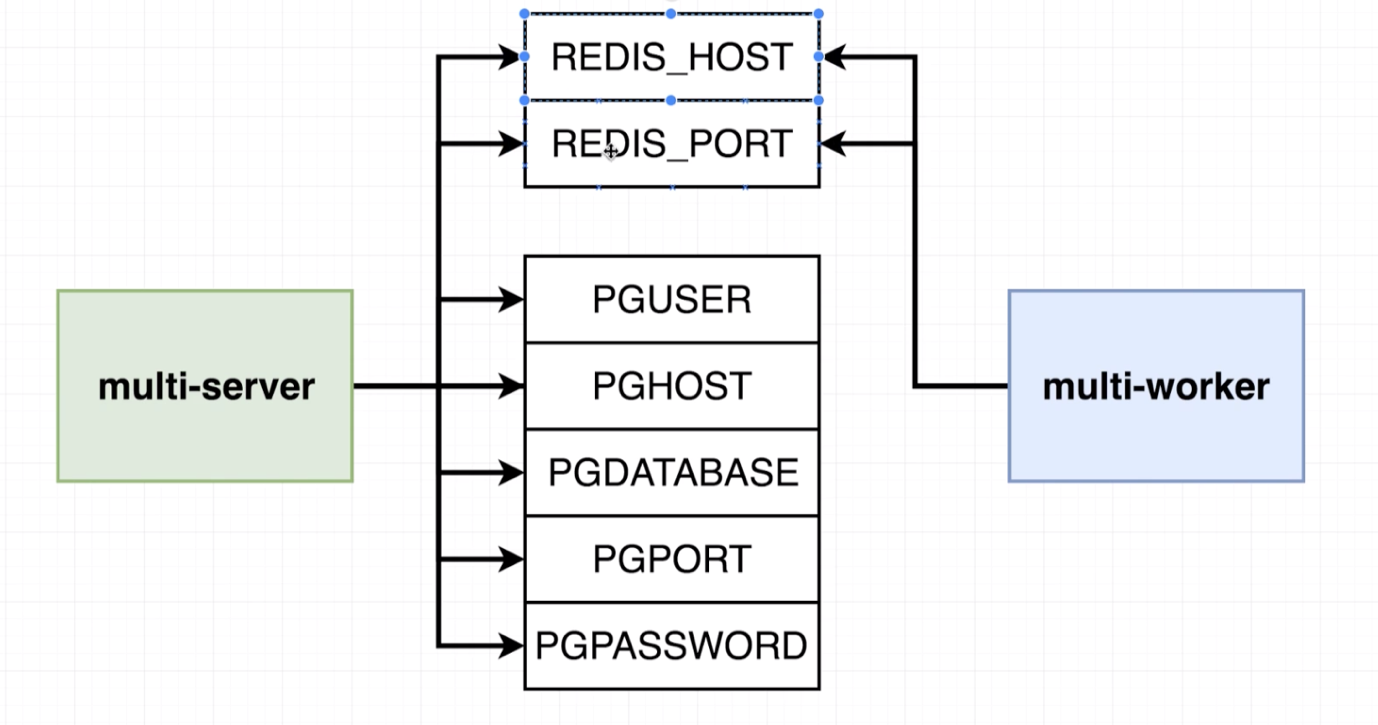 REDIS_HOST
REDIS_PORT
PGUSER
multi-server
PGHOST
multi-worker
PGDATABASE
PGPORT
PGPASSWORD